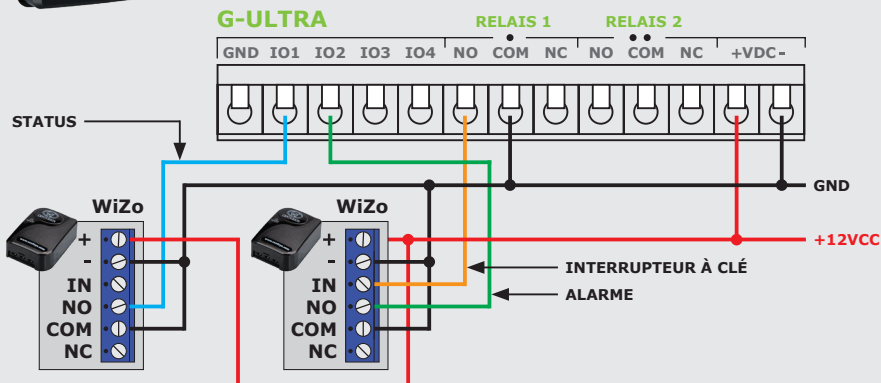 G-ULTRA
RELAIS 1 RELAIS 2
GND IO1 IO2 IO3 IO4 NO COM NC NO COM NC +VDC-
STATUS
GND
WiZo WiZo
+ +
+12VCC
- -
IN IN
INTERRUPTEUR À CLÉ
NO NO
ALARME
COM COM
NC NC